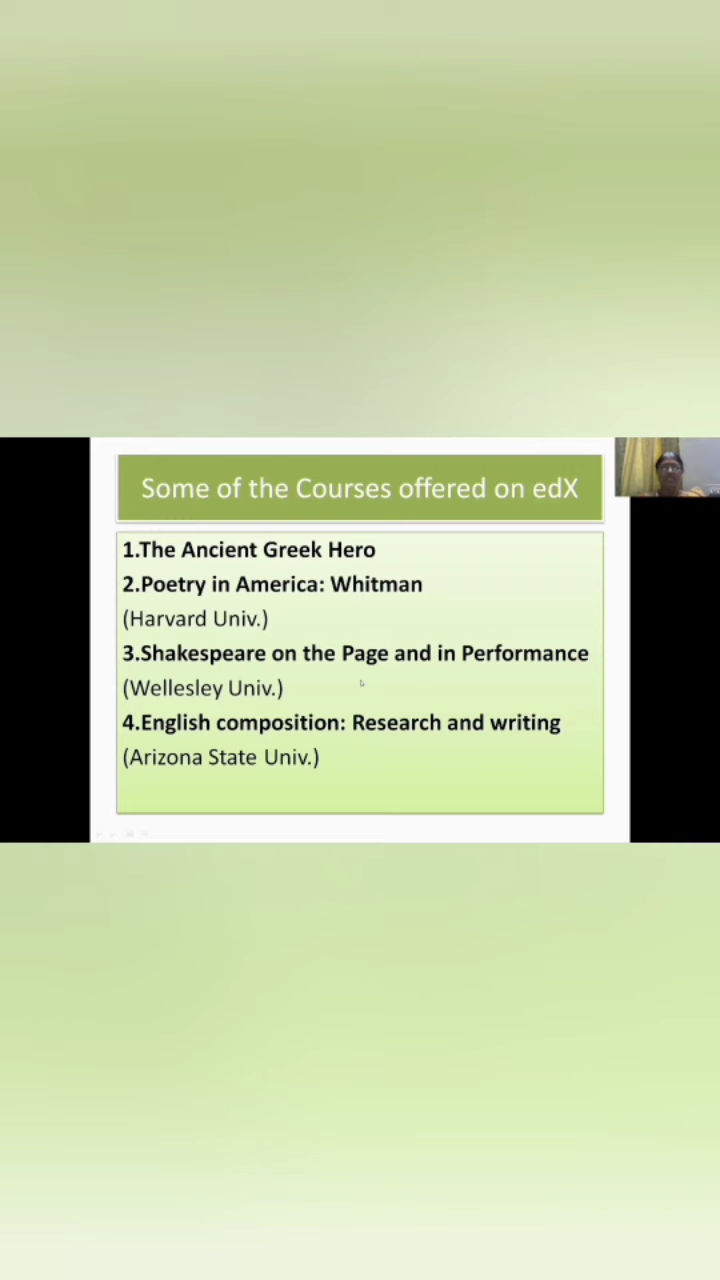 Some of the Courses offered on edX
1.The Ancient Greek Hero
2.Poetry in America: Whitman
(Harvard Univ.)
3.Shakespeare on the Page and in Performance
(Wellesley Univ.)
4.English composition: Research and writing
(Arizona State Univ.)